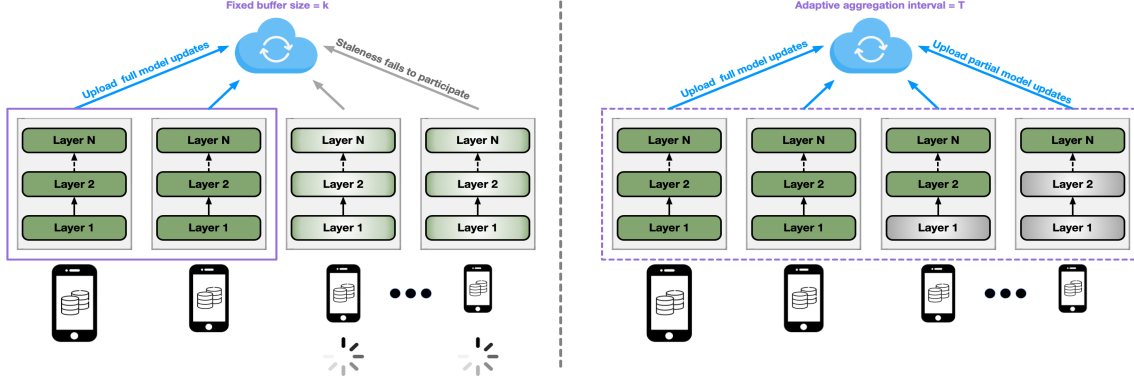 Fixed buffer size = k
Upload full model updates
Staleness fails to participate
Layer N
Layer N
Layer N
Layer N
Layer 2
Layer 2
Layer 2
Layer 2
Layer 1
Layer 1
Layer 1
Layer 1
Adaptive aggregation interval = T
Upload full model updates
Upload partial model updates
Layer N
Layer N
Layer N
Layer N
Layer 2
Layer 2
Layer 2
Layer 2
Layer 1
Layer 1
Layer 1
Layer 1